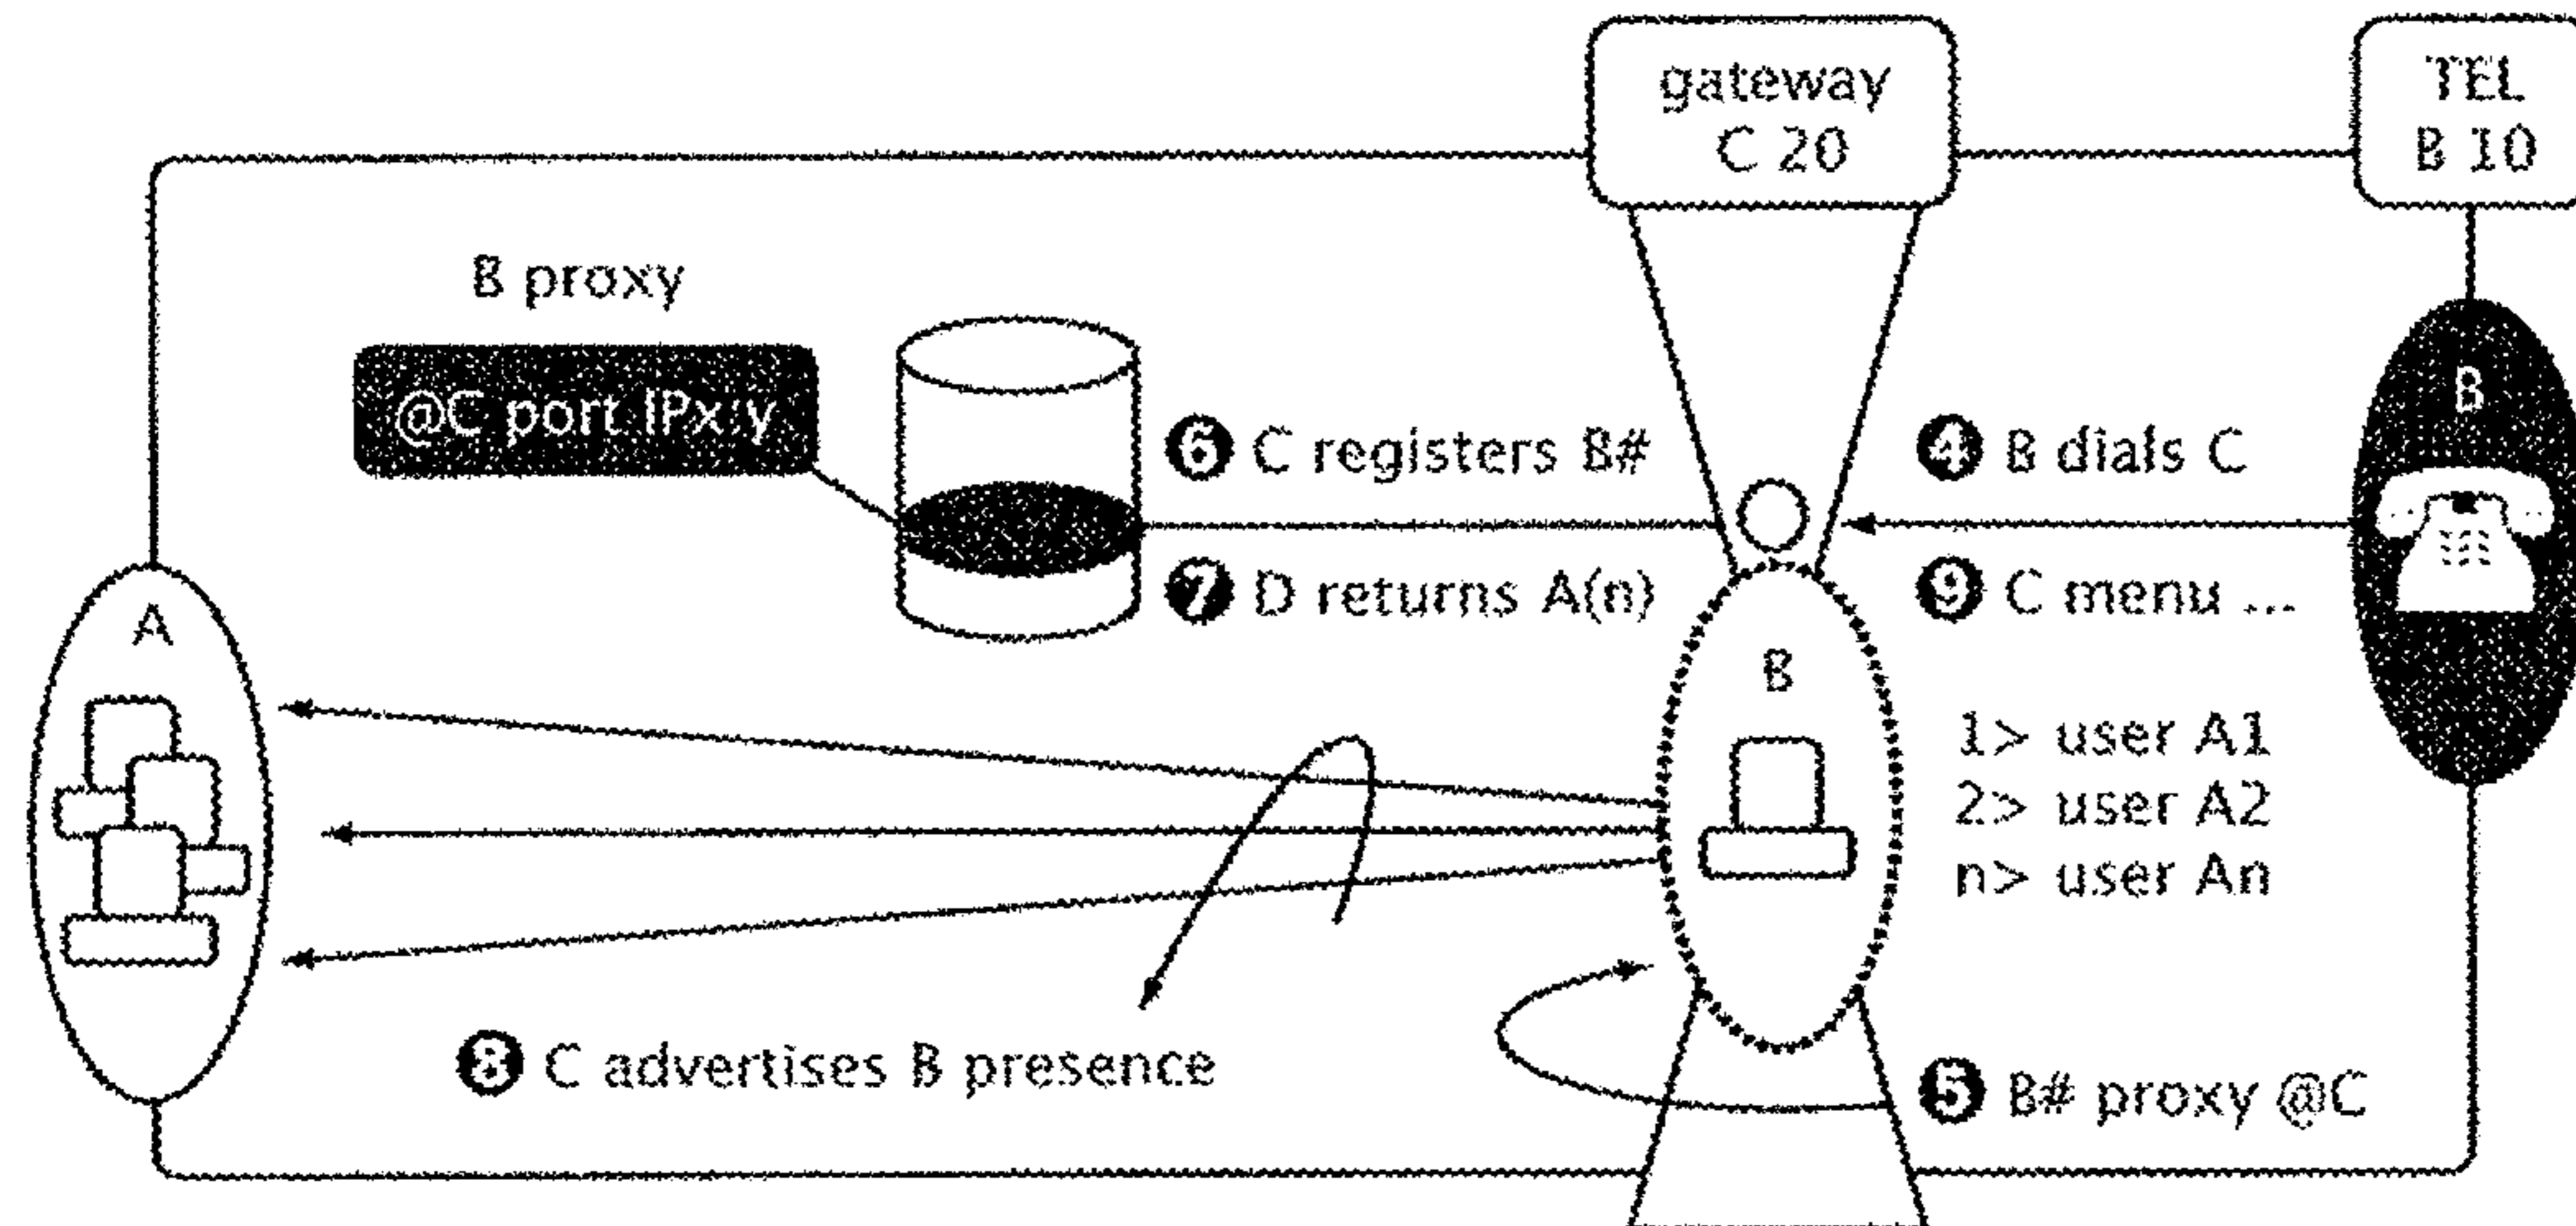 gateway
C 20
TEL
B 10
B proxy
@C port IPx:y
❻ C registers B#
❹ B dials C
B
❼ D returns A(n)
❾ C menu ...
A
B
1> user A1
2> user A2
n> user An
❽ C advertises B presence
❺ B# proxy @C